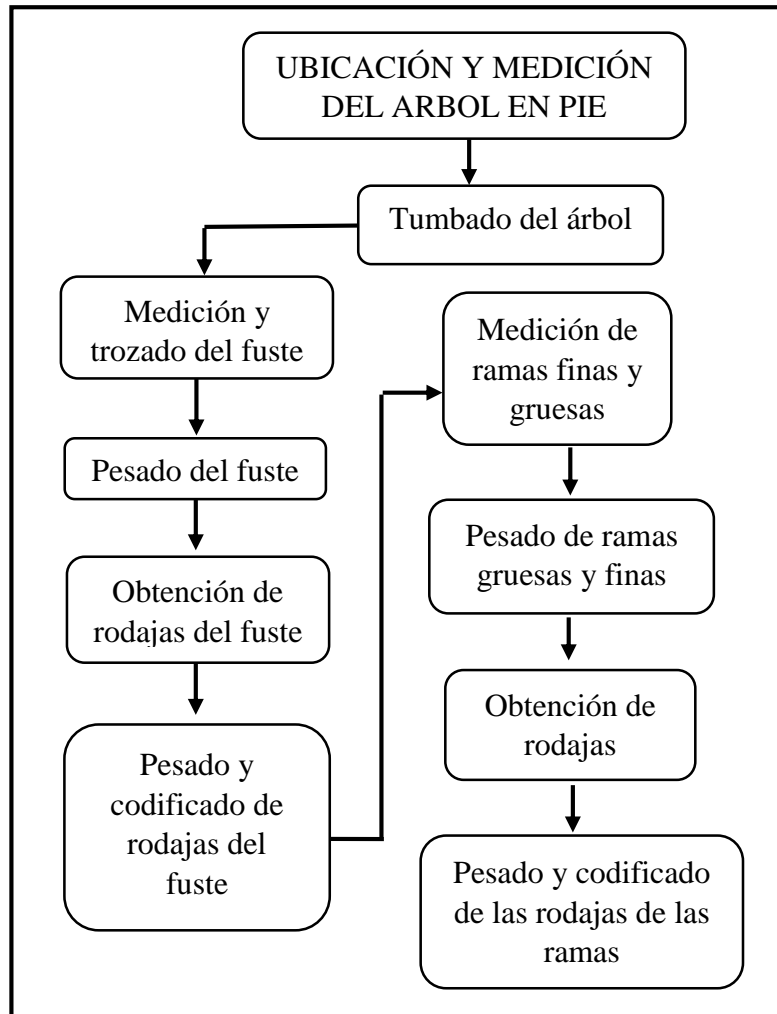 UBICACIÓN Y MEDICIÓN
DEL ARBOL EN PIE
Tumbado del árbol
Medición y
trozado del fuste
Pesado del fuste
Obtención de
rodajas del fuste
Pesado y
codificado de
rodajas del
fuste
Medición de
ramas finas y
gruesas
Pesado de ramas
gruesas y finas
Obtención de
rodajas
Pesado y codificado
de las rodajas de las
ramas